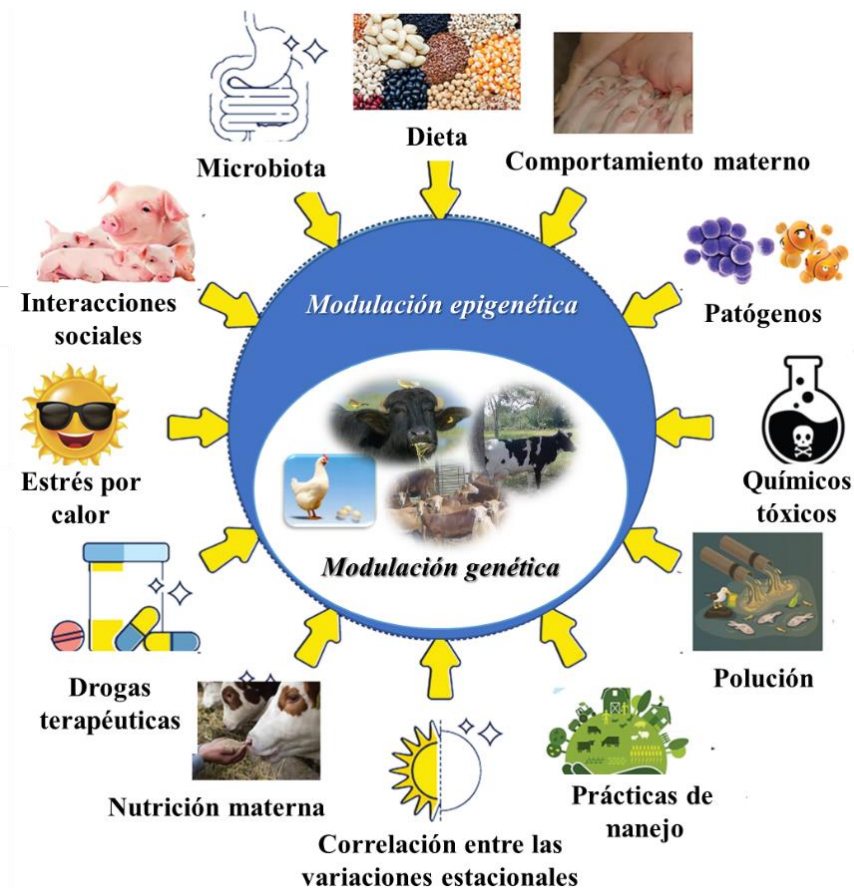 Dieta
Microbiota
Comportamiento materno
Interacciones
sociales
Modulación epigenética
Patógenos
Estrés por
calor
Químicos
tóxicos
Modulación genética
Drogas
terapéuticas
Polución
Nutrición materna
Prácticas de
nanejo
Correlación entre las
variaciones estacionales